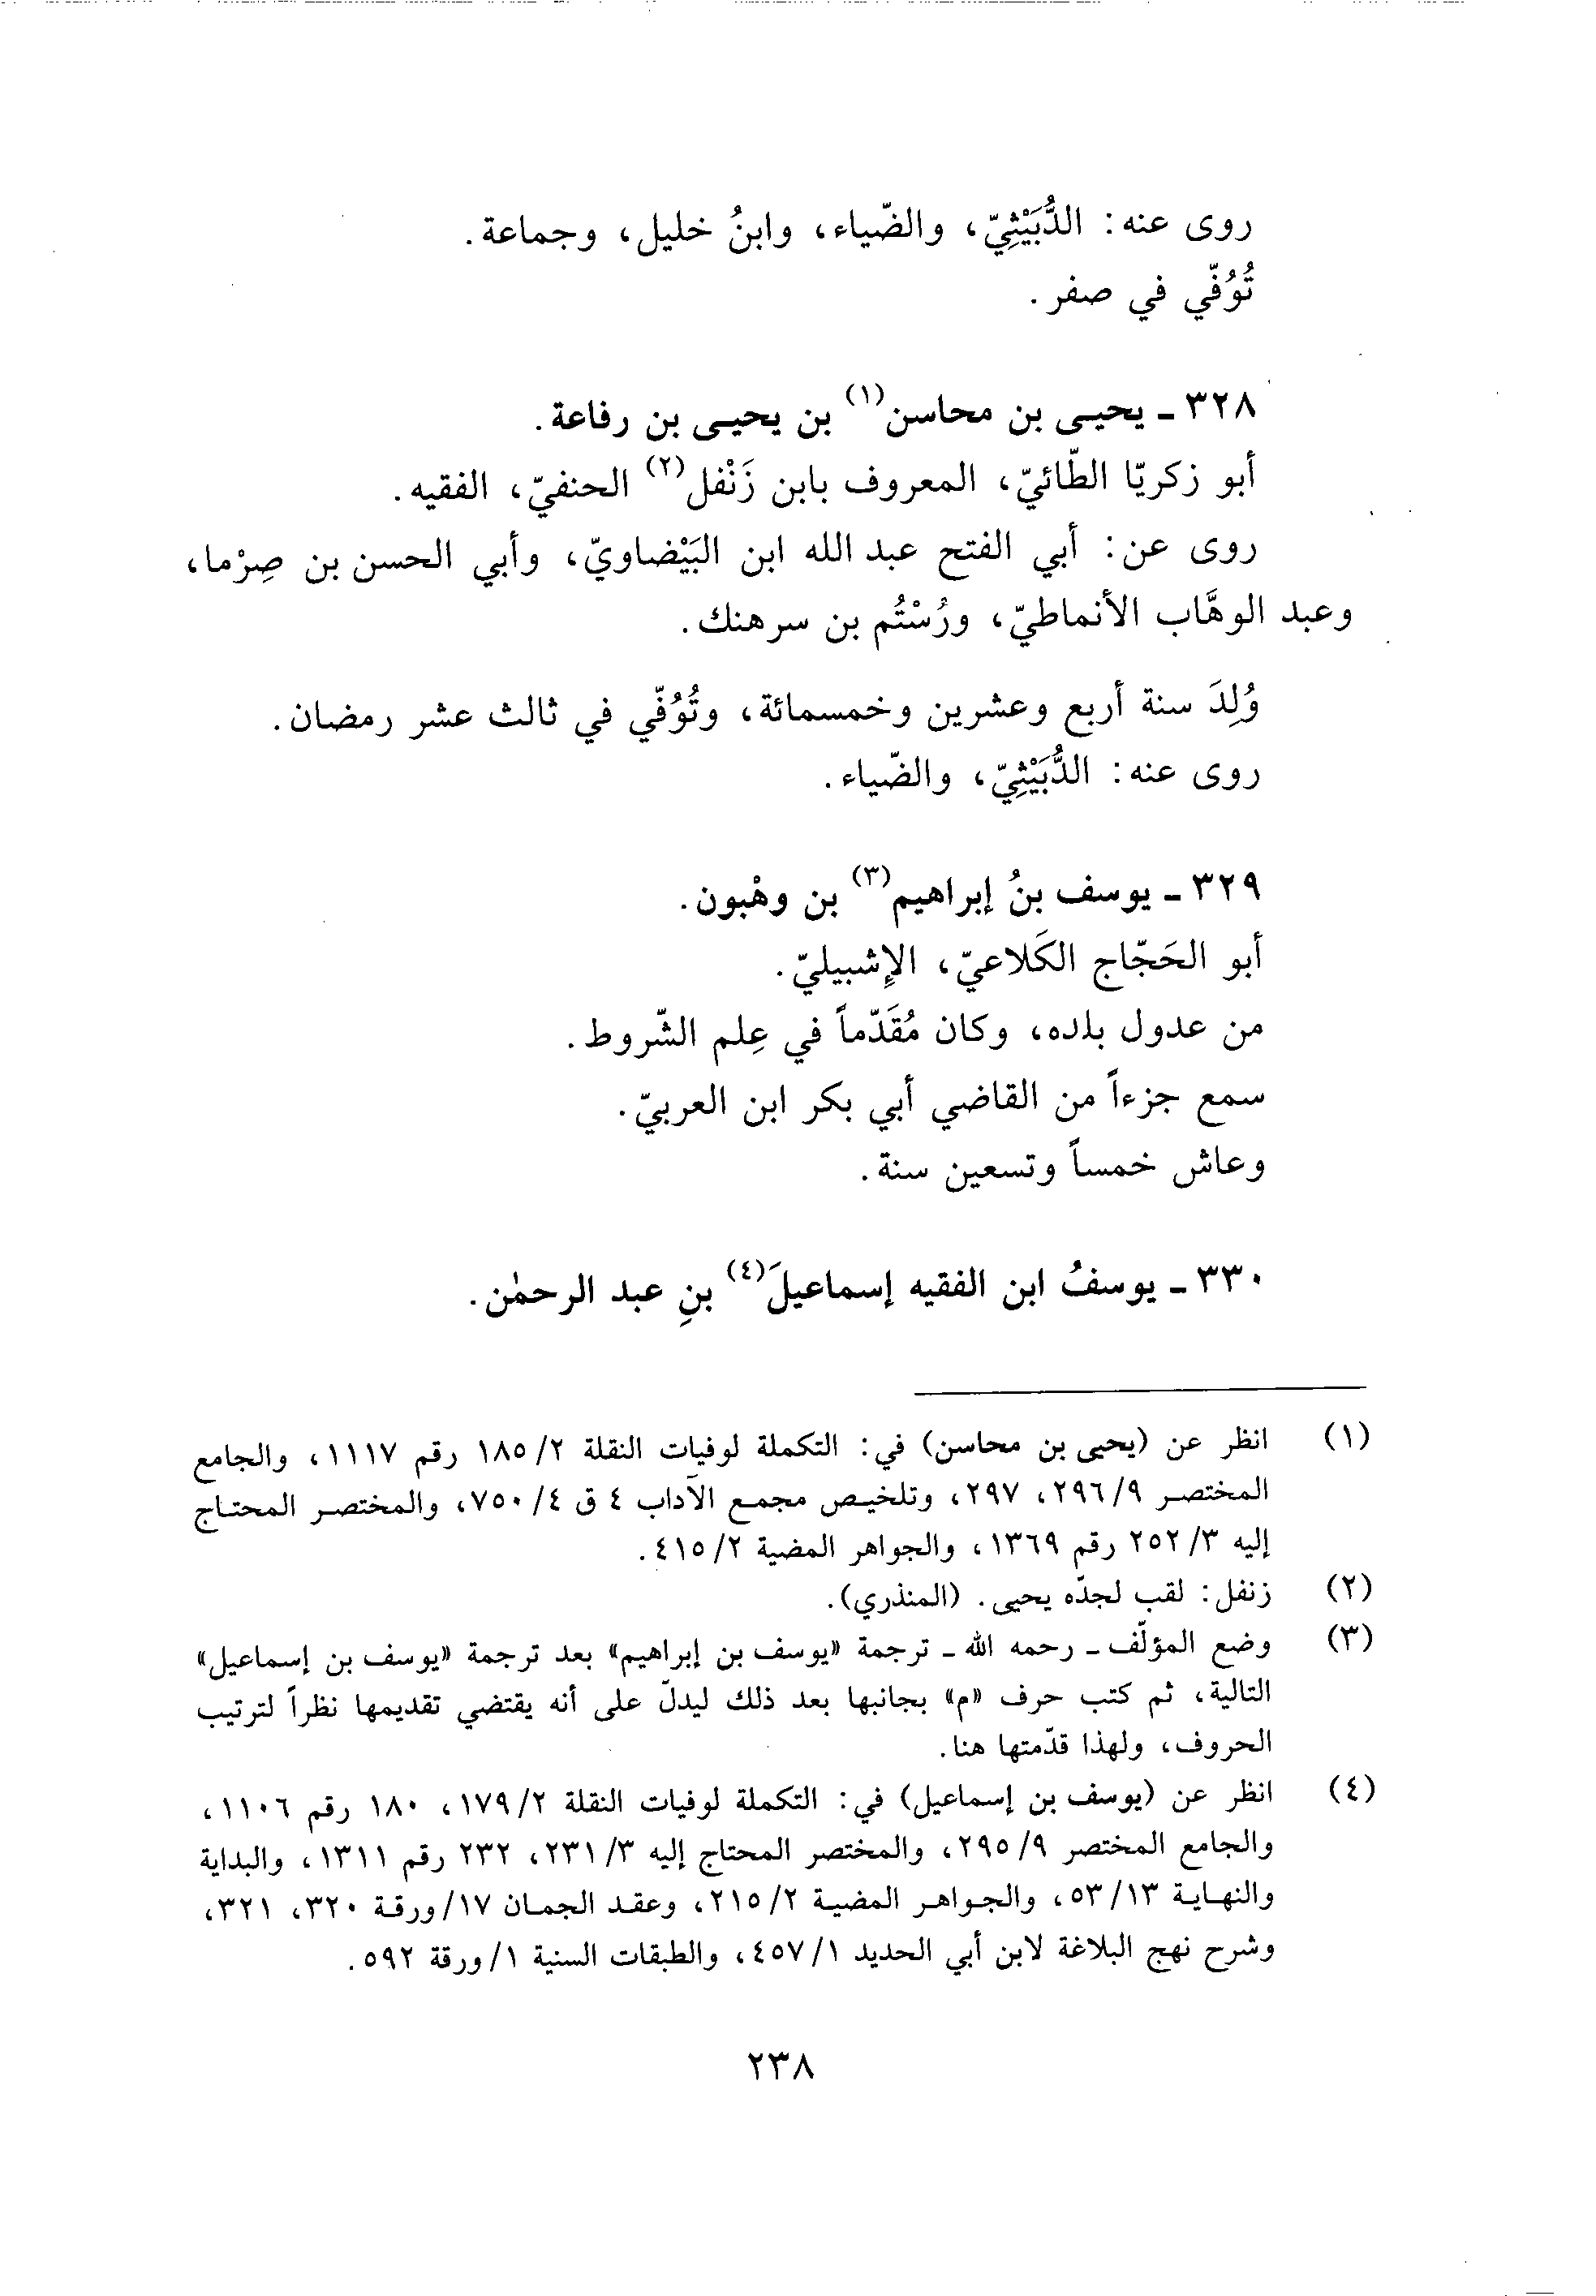 روى عنه: الدُّبَيْثِيّ، والضّياء، وابنُ خليل، وجماعة.
تُوُفّي في صفر.
٣٢٨ ـ يحيـى بن محاسن(١) بن يحيـى بن رفاعة.
أبو زكريّا الطّائيّ، المعروف بابن زَنْفل(٢) الحنفيّ، الفقيه.
روى عن: أبي الفتح عبد الله ابن البَيْضاويّ، وأبي الحسن بن صِرْما،
وعبد الوهَّاب الأنماطيّ، ورُسْتُم بن سرهنك.
وُلِدَ سنة أربع وعشرين وخمسمائة، وتُوُفّي في ثالث عشر رمضان.
روى عنه: الدُّبَيْثِيّ، والضّياء.
٣٢٩ ـ يوسف بنُ إبراهيم(٣) بن وهْبون.
أبو الحَجّاج الكَلاعيّ، الإِشبيليّ.
من عدول بلده، وكان مُقَدّماً في عِلم الشّروط.
سمع جزءاً من القاضي أبي بكر ابن العربيّ.
وعاش خمساً وتسعين سنة.
٣٣٠ ـ يوسفُ ابن الفقيه إسماعيلَ(٤) بنِ عبد الرحمٰن.
(١) انظر عن (يحيى بن محاسن) في: التكملة لوفيات النقلة ١٨٥/٢ رقم ١١١٧، والجامع
المختصر ٢٩٦/٩، ٢٩٧، وتلخيص مجمع الآداب ٤ ق ٧٥٠/٤، والمختصر المحتاج
إليه ٢٥٢/٣ رقم ١٣٦٩، والجواهر المضية ٤١٥/٢.
(٢) زنفل: لقب لجدّه يحيى. (المنذري).
(٣) وضع المؤلّف ـ رحمه الله ـ ترجمة «يوسف بن إبراهيم» بعد ترجمة «يوسف بن إسماعيل»
التالية، ثم كتب حرف «م» بجانبها بعد ذلك ليدلّ على أنه يقتضي تقديمها نظراً لترتيب
الحروف، ولهذا قدّمتها هنا.
(٤) انظر عن (يوسف بن إسماعيل) في: التكملة لوفيات النقلة ١٧٩/٢، ١٨٠ رقم ١١٠٦،
والجامع المختصر ٢٩٥/٩، والمختصر المحتاج إليه ٢٣١/٣، ٢٣٢ رقم ١٣١١، والبداية
والنهاية ٥٣/١٣، والجواهر المضية ٢١٥/٢، وعقد الجمان ١٧/ورقة ٣٢٠، ٣٢١،
وشرح نهج البلاغة لابن أبي الحديد ٤٥٧/١، والطبقات السنية ١/ورقة ٥٩٢.
٢٣٨